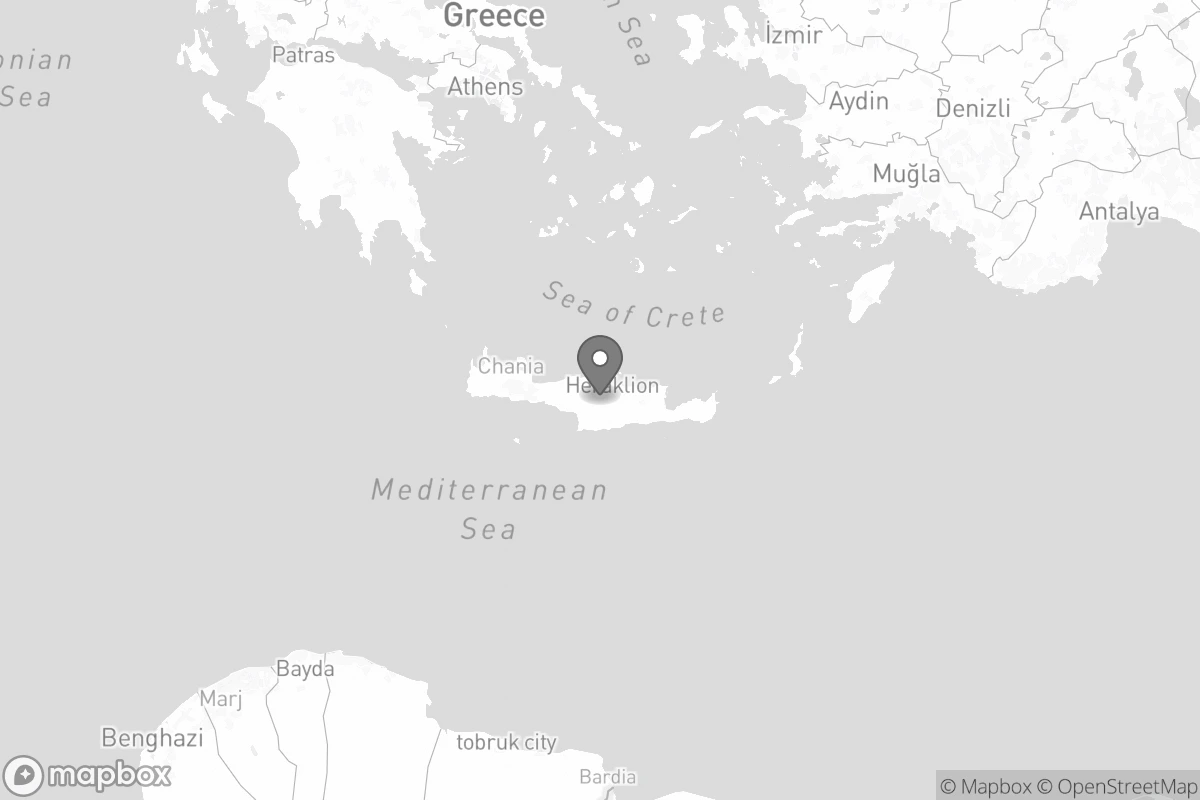 Greece
İzmir
onian
Sea
Patras
Athens
Sea
Aydin
Denizli
Muğla
Antalya
Sea of Crete
Chania
Heraklion
Mediterranean
Sea
Bayda
Marj
Benghazi
tobruk city
Bardia
mapbox
© Mapbox © OpenStreetMap